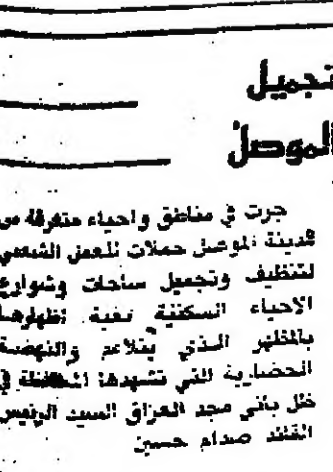 تجميل
الموصل
جرت في مناطق واحياء متفرقة من
مدينة الموصل حملات للعمل الشعبي
لتنظيف وتجميل ساحات وشوارع
الاحياء السكنية بغية تظهرها
بالمظهر الذي يتلاءم والنهضة
الحضارية التي تشهدها المحافظة في
ظل باني مجد العراق السيد الرئيس
القائد صدام حسين